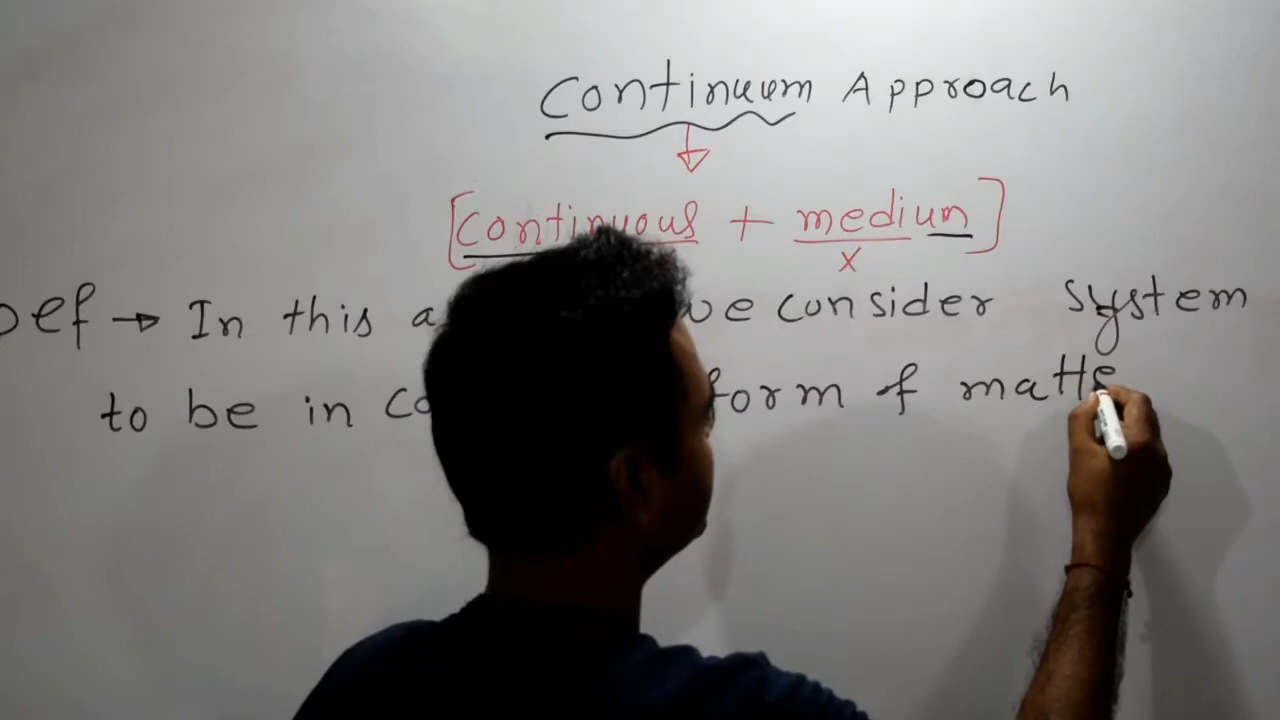 Continuum Approach
[continuous + medium]
x
Def → In this we consider system
to be in form of matte